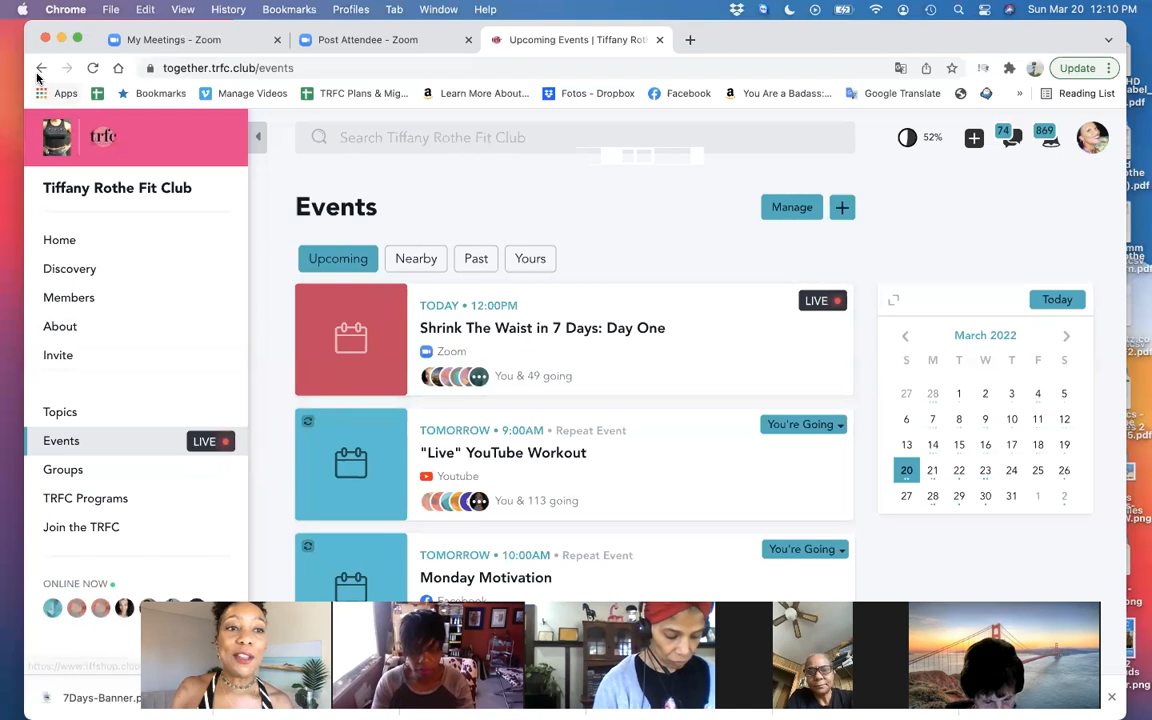 Chrome File Edit View History Bookmarks Profiles Tab Window Help Sun Mar 20 12:10 PM
My Meetings - Zoom Post Attendee - Zoom Upcoming Events | Tiffany Rot
together.trfc.club/events Update
Apps Bookmarks Manage Videos TRFC Plans & Mig... Learn More About... Fotos - Dropbox Facebook You Are a Badass:... Google Translate » Reading List
trfc
Search Tiffany Rothe Fit Club
52% 74 869
Tiffany Rothe Fit Club
Home
Discovery
Members
About
Invite
Topics
Events LIVE
Groups
TRFC Programs
Join the TRFC
ONLINE NOW
Events Manage +
Upcoming Nearby Past Yours
TODAY • 12:00PM LIVE
Shrink The Waist in 7 Days: Day One
Zoom
You & 49 going
TOMORROW • 9:00AM • Repeat Event You're Going
"Live" YouTube Workout
Youtube
You & 113 going
TOMORROW • 10:00AM • Repeat Event You're Going
Monday Motivation
Facebook
Today
March 2022
S M T W T F S
27 28 1 2 3 4 5
6 7 8 9 10 11 12
13 14 15 16 17 18 19
20 21 22 23 24 25 26
27 28 29 30 31 1 2
7Days-Banner.p